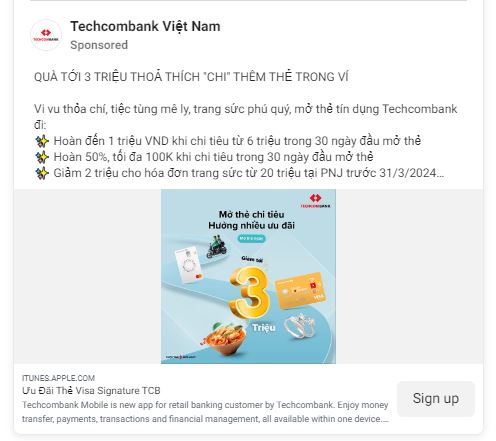 Techcombank Việt Nam
Sponsored
TECHCOMBANK
QUÀ TỚI 3 TRIỆU THOẢ THÍCH "CHI" THÊM THẺ TRONG VÍ
Vi vu thỏa chí, tiệc tùng mê ly, trang sức phú quý, mở thẻ tín dụng Techcombank
đi:
✨ Hoàn đến 1 triệu VND khi chi tiêu từ 6 triệu trong 30 ngày đầu mở thẻ
✨ Hoàn 50%, tối đa 100K khi chi tiêu trong 30 ngày đầu mở thẻ
✨ Giảm 2 triệu cho hóa đơn trang sức từ 20 triệu tại PNJ trước 31/3/2024...
TECHCOMBANK
Mở thẻ chi tiêu
Hưởng nhiều ưu đãi
Mở thẻ ngay
Giảm tới
3
Triệu
VISA
ITUNES.APPLE.COM
Ưu Đãi Thẻ Visa Signature TCB
Techcombank Mobile is new app for retail banking customer by Techcombank. Enjoy money
transfer, payments, transactions and financial management, all available within one device....
Sign up